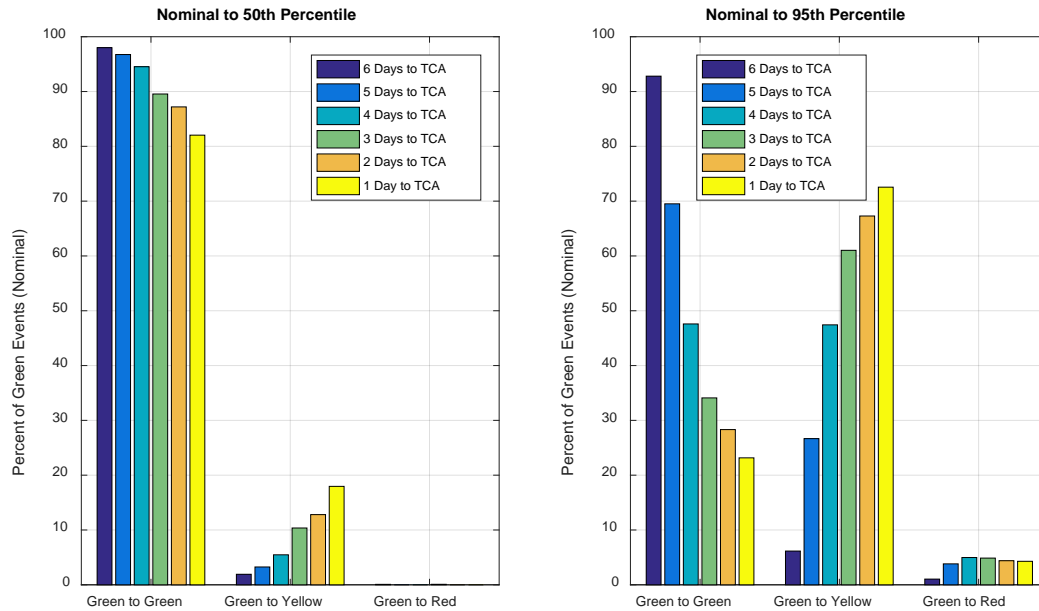 Nominal to 50th Percentile
Percent of Green Events (Nominal)
100
90
80
70
60
50
40
30
20
10
0
6 Days to TCA
5 Days to TCA
4 Days to TCA
3 Days to TCA
2 Days to TCA
1 Day to TCA
Green to Green
Green to Yellow
Green to Red
Nominal to 95th Percentile
Percent of Green Events (Nominal)
100
90
80
70
60
50
40
30
20
10
0
6 Days to TCA
5 Days to TCA
4 Days to TCA
3 Days to TCA
2 Days to TCA
1 Day to TCA
Green to Green
Green to Yellow
Green to Red